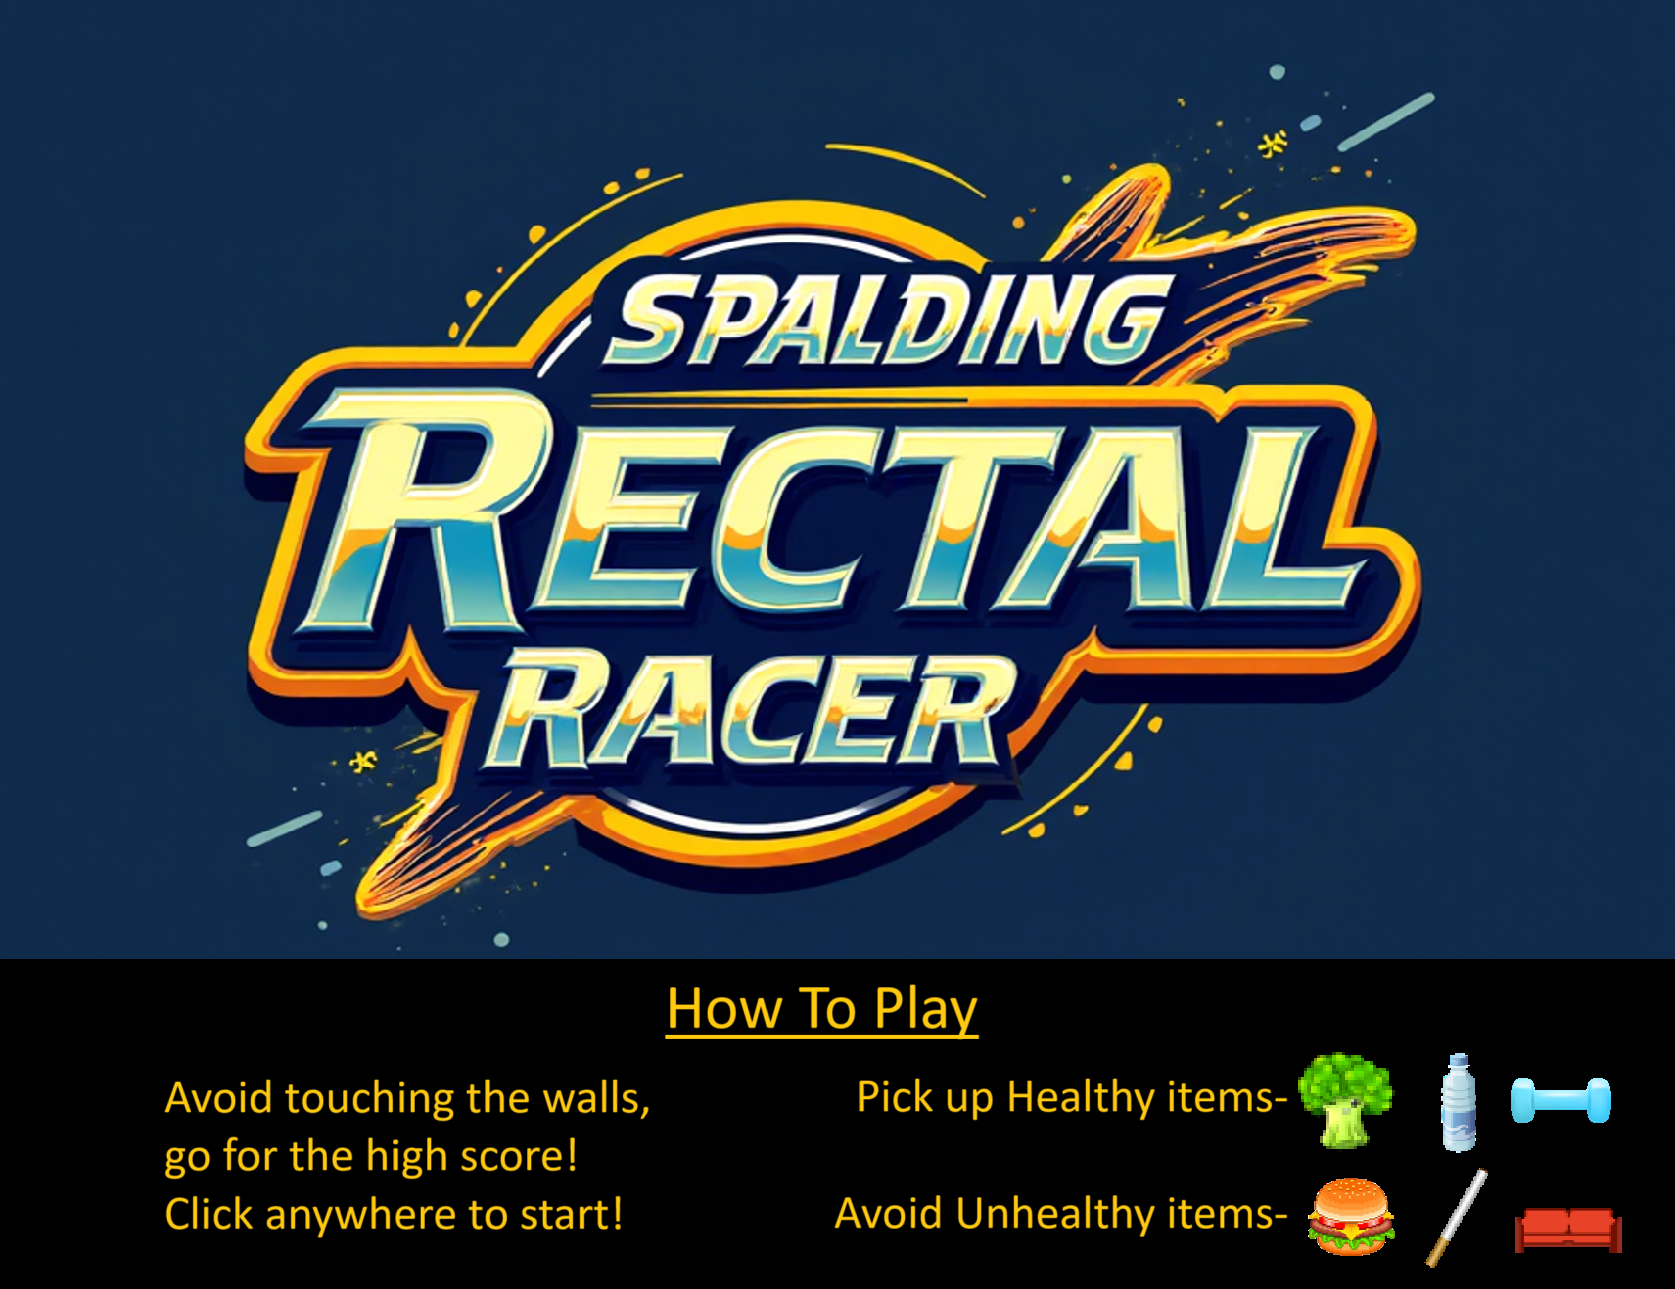 SPALDING
RECTAL
RACER
How To Play
Avoid touching the walls,
go for the high score!
Click anywhere to start!
Pick up Healthy items-
Avoid Unhealthy items-